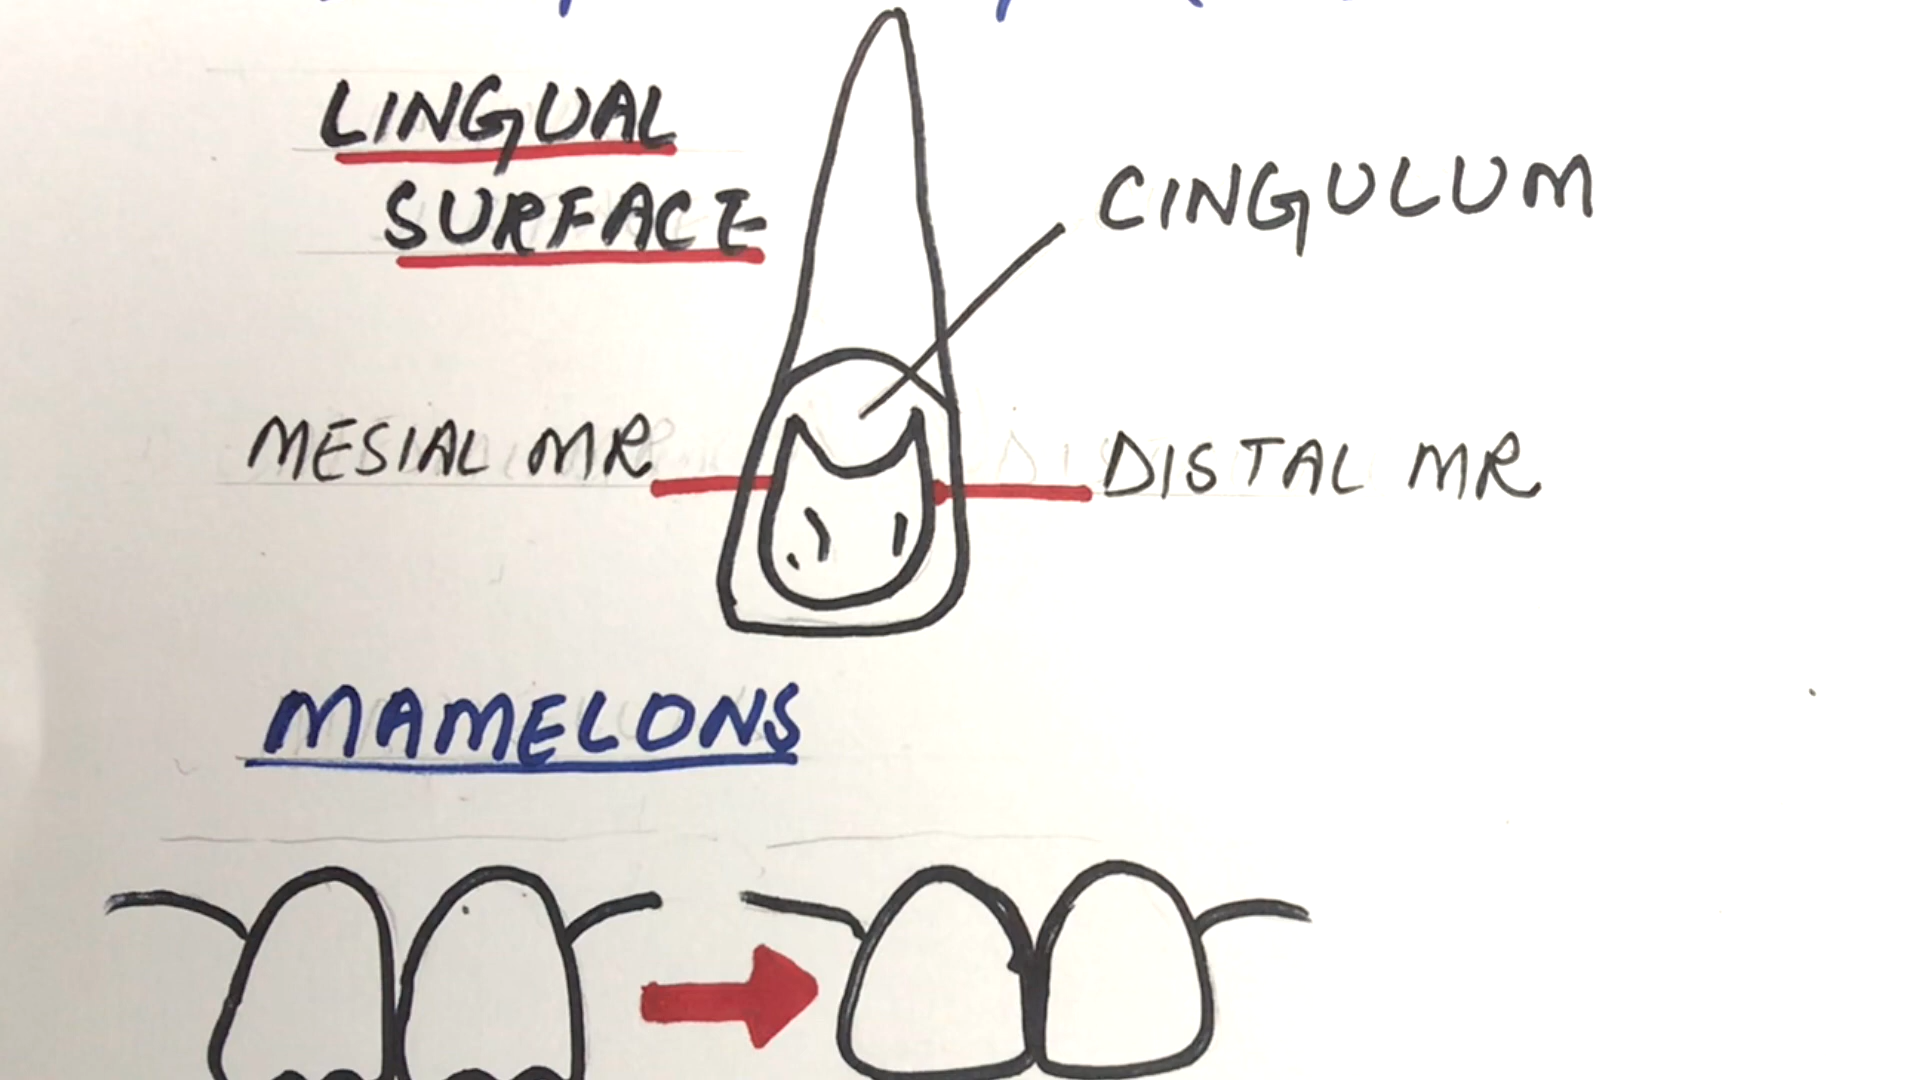 LINGUAL
SURFACE
CINGULUM
MESIAL MR
DISTAL MR
MAMELONS